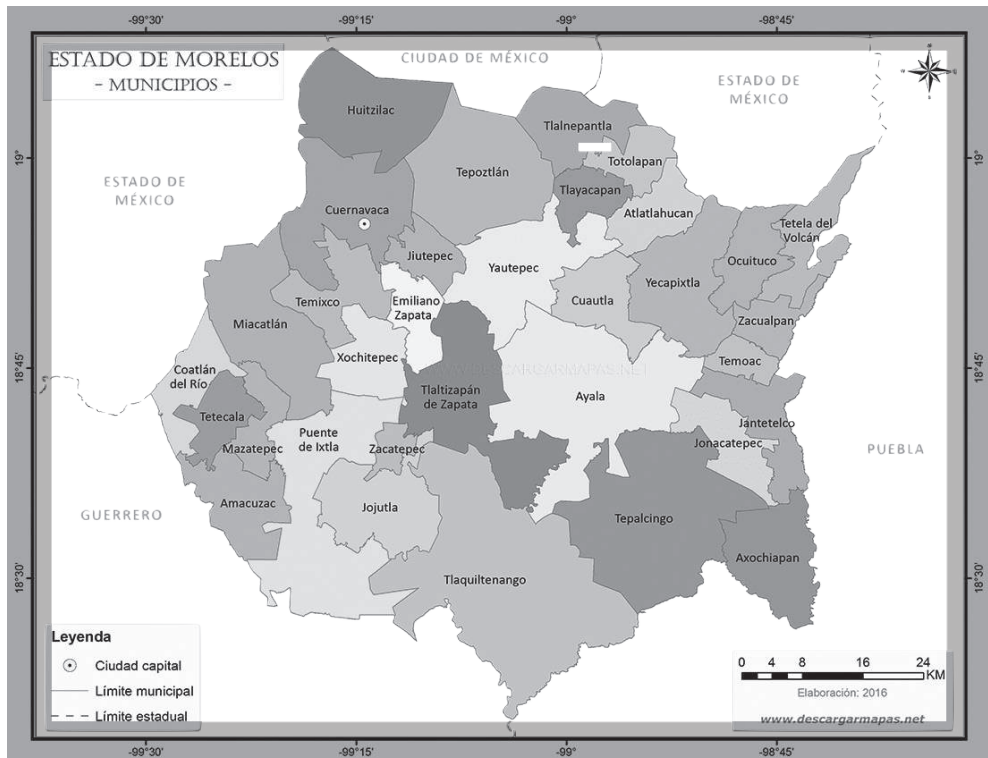 -99°30' -99°15' -99° -98°45'
ESTADO DE MORELOS
- MUNICIPIOS -
CIUDAD DE MÉXICO
ESTADO DE
MÉXICO
Huitzilac
Tlalnepantla
19° 19°
Totolapan
Tepoztlán
ESTADO DE
MÉXICO
Tlayacapan
Cuernavaca
Atlatlahucan
Tetela del
Volcán
Jiutepec
Ocuituco
Yautepec
Yecapixtla
Temixco
Emiliano
Zapata
Cuautla
Miacatlán
Zacualpan
Xochitepec
Temoac
18°45' 18°45'
Coatlán
del Río
DESCARGARMAPAS.NET
Tlaltizapán
de Zapata
Ayala
Tetecala
Jantetelco
Puente
de Ixtla
Mazatepec
Zacatepec
Jonacatepec
PUEBLA
Amacuzac
Jojutla
GUERRERO
Tepalcingo
Axochiapan
18°30' 18°30'
Tlaquiltenango
Leyenda
Ciudad capital
Límite municipal
Límite estadual
0 4 8 16 24
KM
Elaboración: 2016
www.descargarmapas.net
-99°30' -99°15' -99° -98°45'